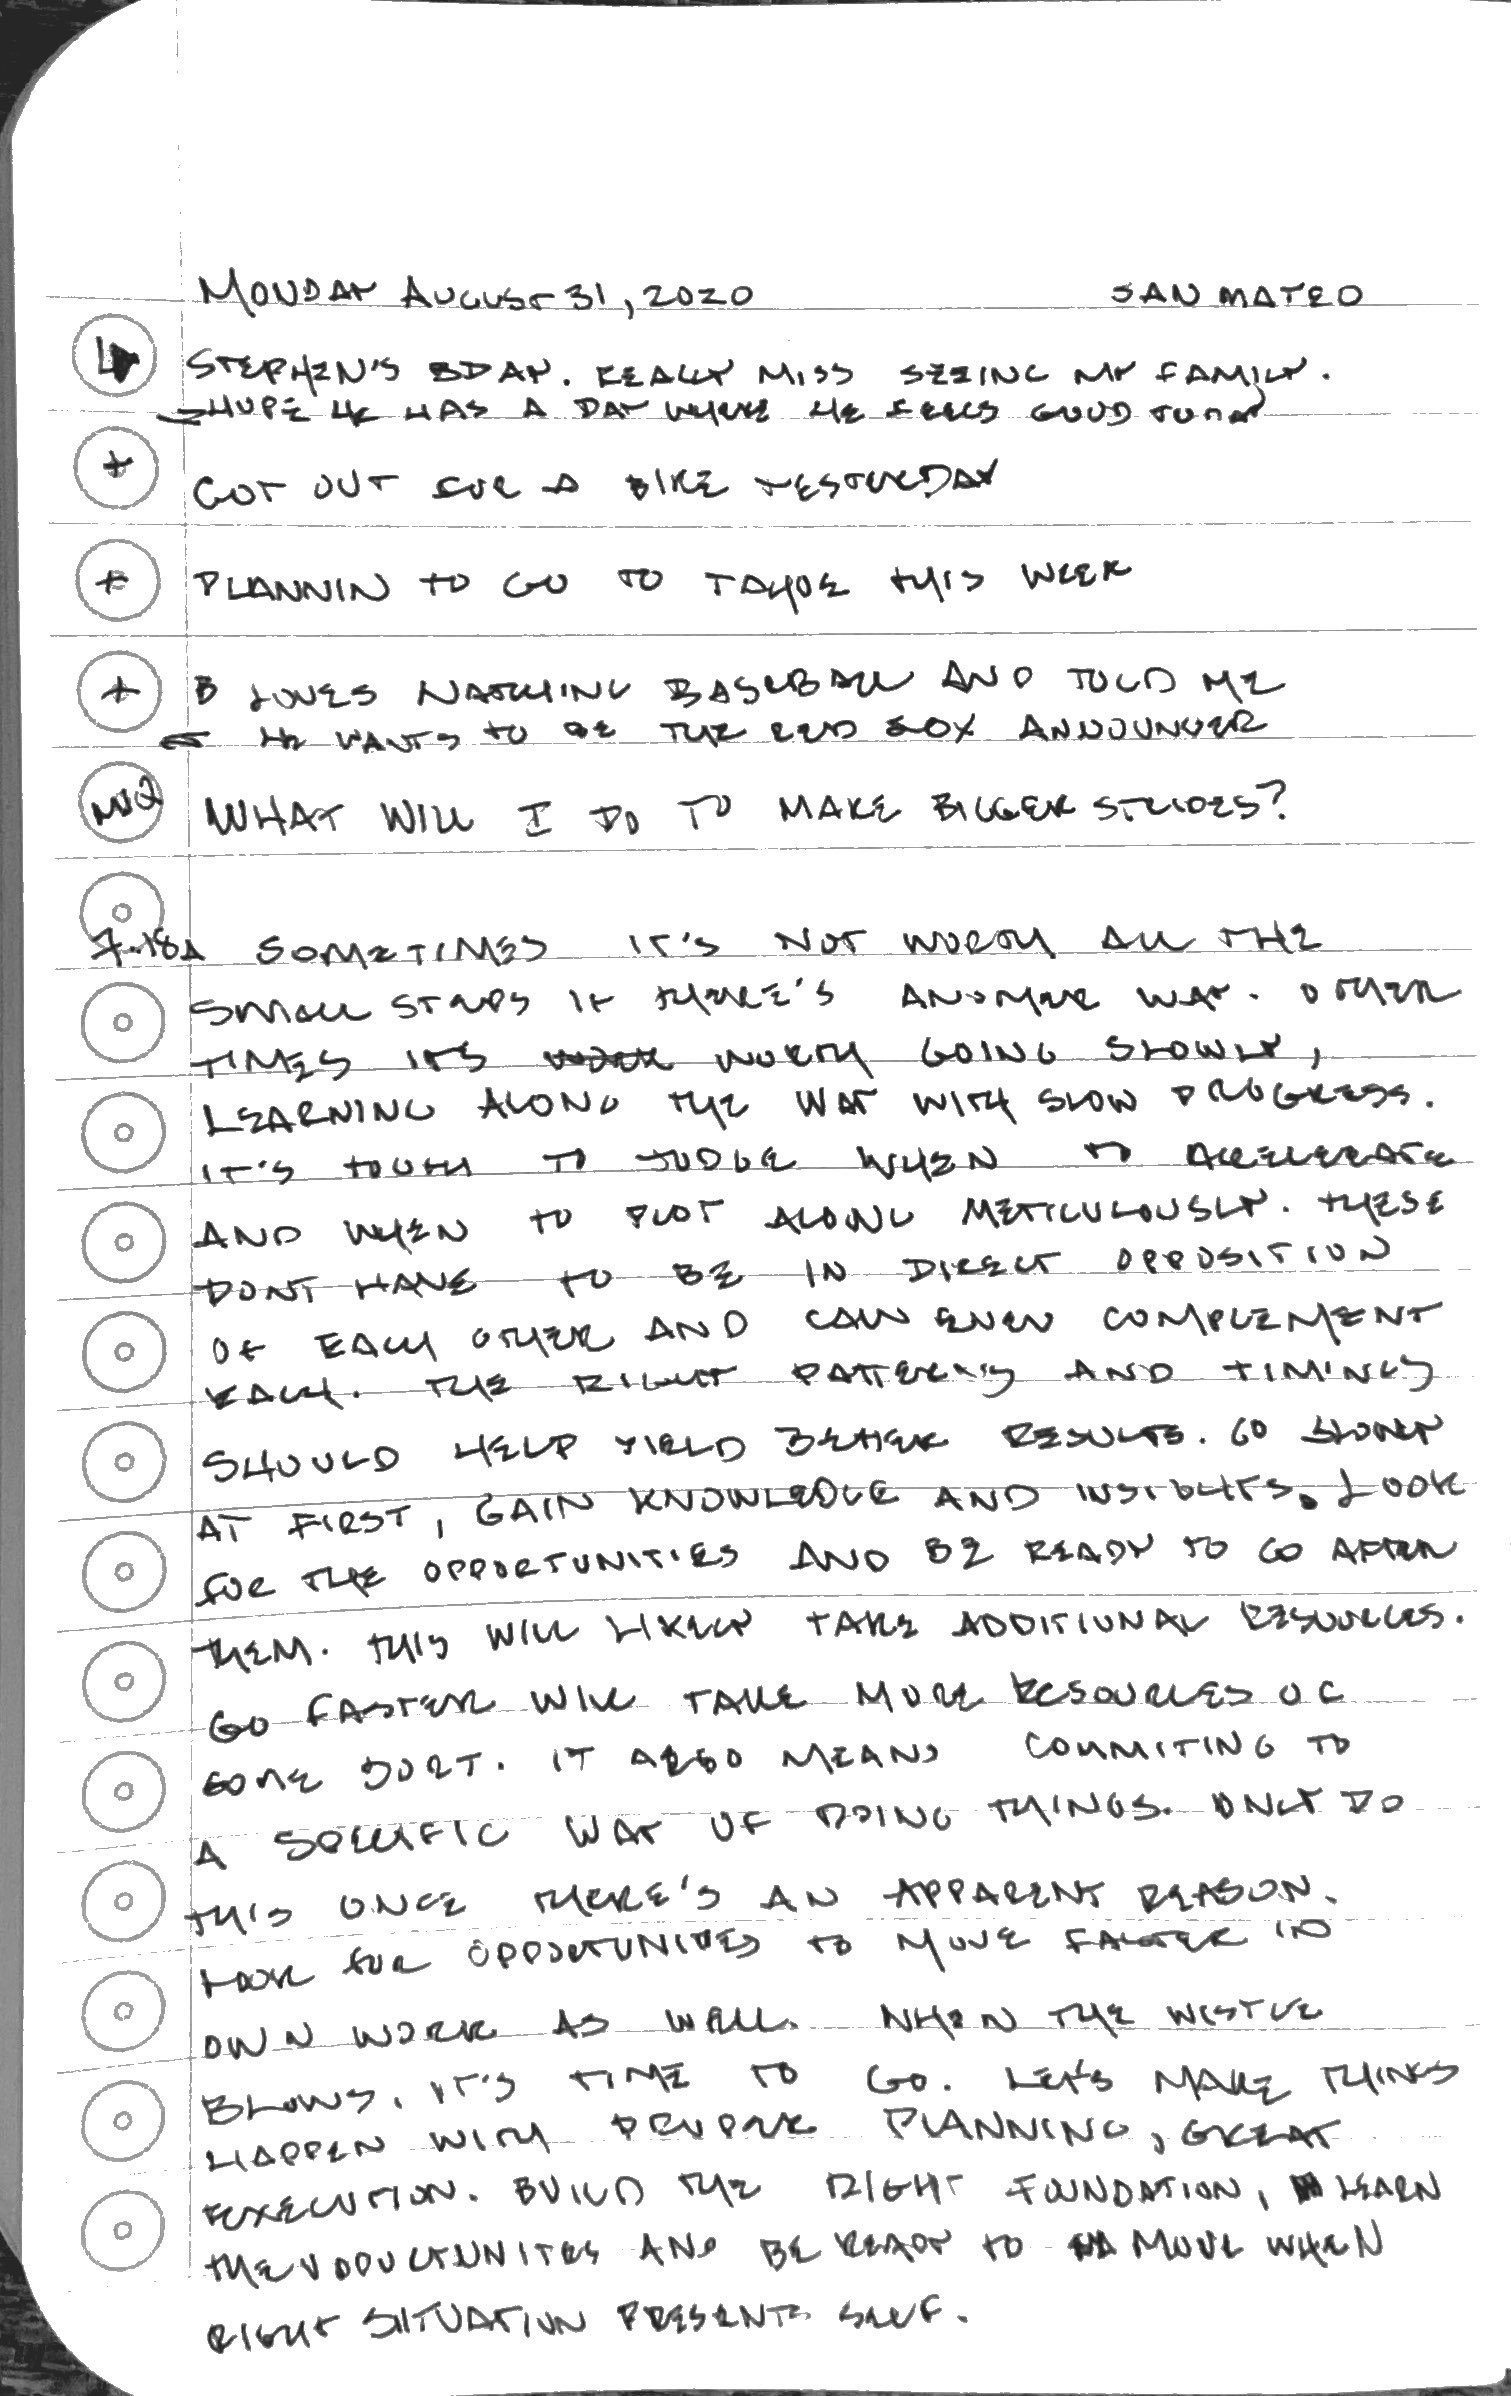 MONDAY AUGUST 31, 2020 SAN MATEO
STEPHEN'S BDAY. REALLY MISS SEEING MY FAMILY.
HOPE HE HAS A DAY WHERE HE FEELS GOOD TODAY
+ GOT OUT FOR A BIKE YESTERDAY
+ PLANNIN TO GO TO TAHOE THIS WEEK
+ B LOVES WATCHING BASEBALL AND TOLD ME
HE WANTS TO BE THE RED SOX ANNOUNCER
WHAT WILL I DO TO MAKE BIGGER STRIDES?
7:18A SOMETIMES IT'S NOT WORTH ALL THE
SMALL STEPS IF THERE'S ANOTHER WAY. OTHER
TIMES ITS WORTH GOING SLOWLY,
LEARNING ALONG THE WAY WITH SLOW PROGRESS.
IT'S TOUGH TO JUDGE WHEN TO ACCELERATE
AND WHEN TO PLOT ALONG METICULOUSLY. THESE
DONT HAVE TO BE IN DIRECT OPPOSITION
OF EACH OTHER AND CAN EVEN COMPLEMENT
EACH. THE RIGHT PATTERNS AND TIMINGS
SHOULD HELP YIELD BETTER RESULTS. GO SLOWLY
AT FIRST, GAIN KNOWLEDGE AND INSIGHTS. LOOK
FOR THE OPPORTUNITIES AND BE READY TO GO AFTER
THEM. THIS WILL LIKELY TAKE ADDITIONAL RESOURCES.
GO FASTER WILL TAKE MORE RESOURCES OF
SOME SORT. IT ALSO MEANS COMMITING TO
A SPECIFIC WAY OF DOING THINGS. ONLY DO
THIS ONCE THERE'S AN APPARENT REASON.
LOOK FOR OPPORTUNITIES TO MOVE FASTER IN
OWN WORK AS WELL. WHEN THE WISTLE
BLOWS, IT'S TIME TO GO. LET'S MAKE THINGS
HAPPEN WITH PROPER PLANNING, GREAT
EXECUTION. BUILD THE RIGHT FOUNDATION, LEARN
THE OPPORTUNITIES AND BE READY TO MOVE WHEN
RIGHT SITUATION PRESENTS SELF.